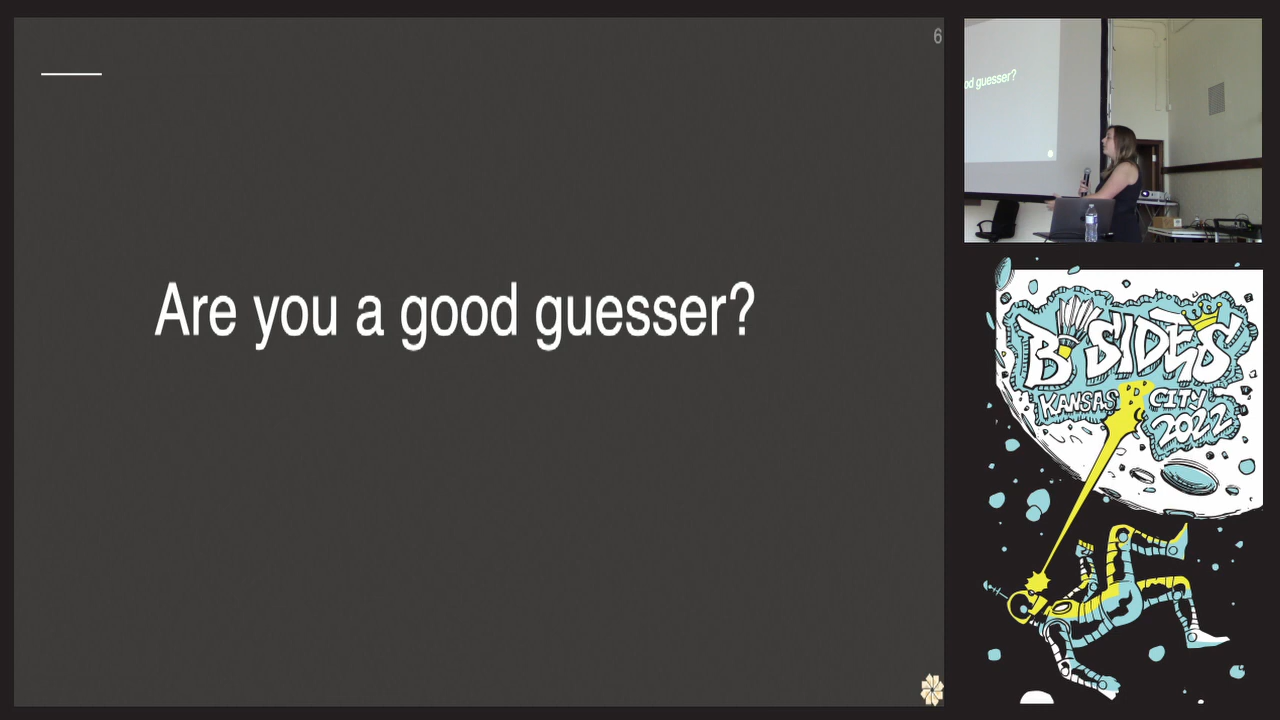 6
Are you a good guesser?
od guesser?
B SIDES
KANSAS CITY
2022